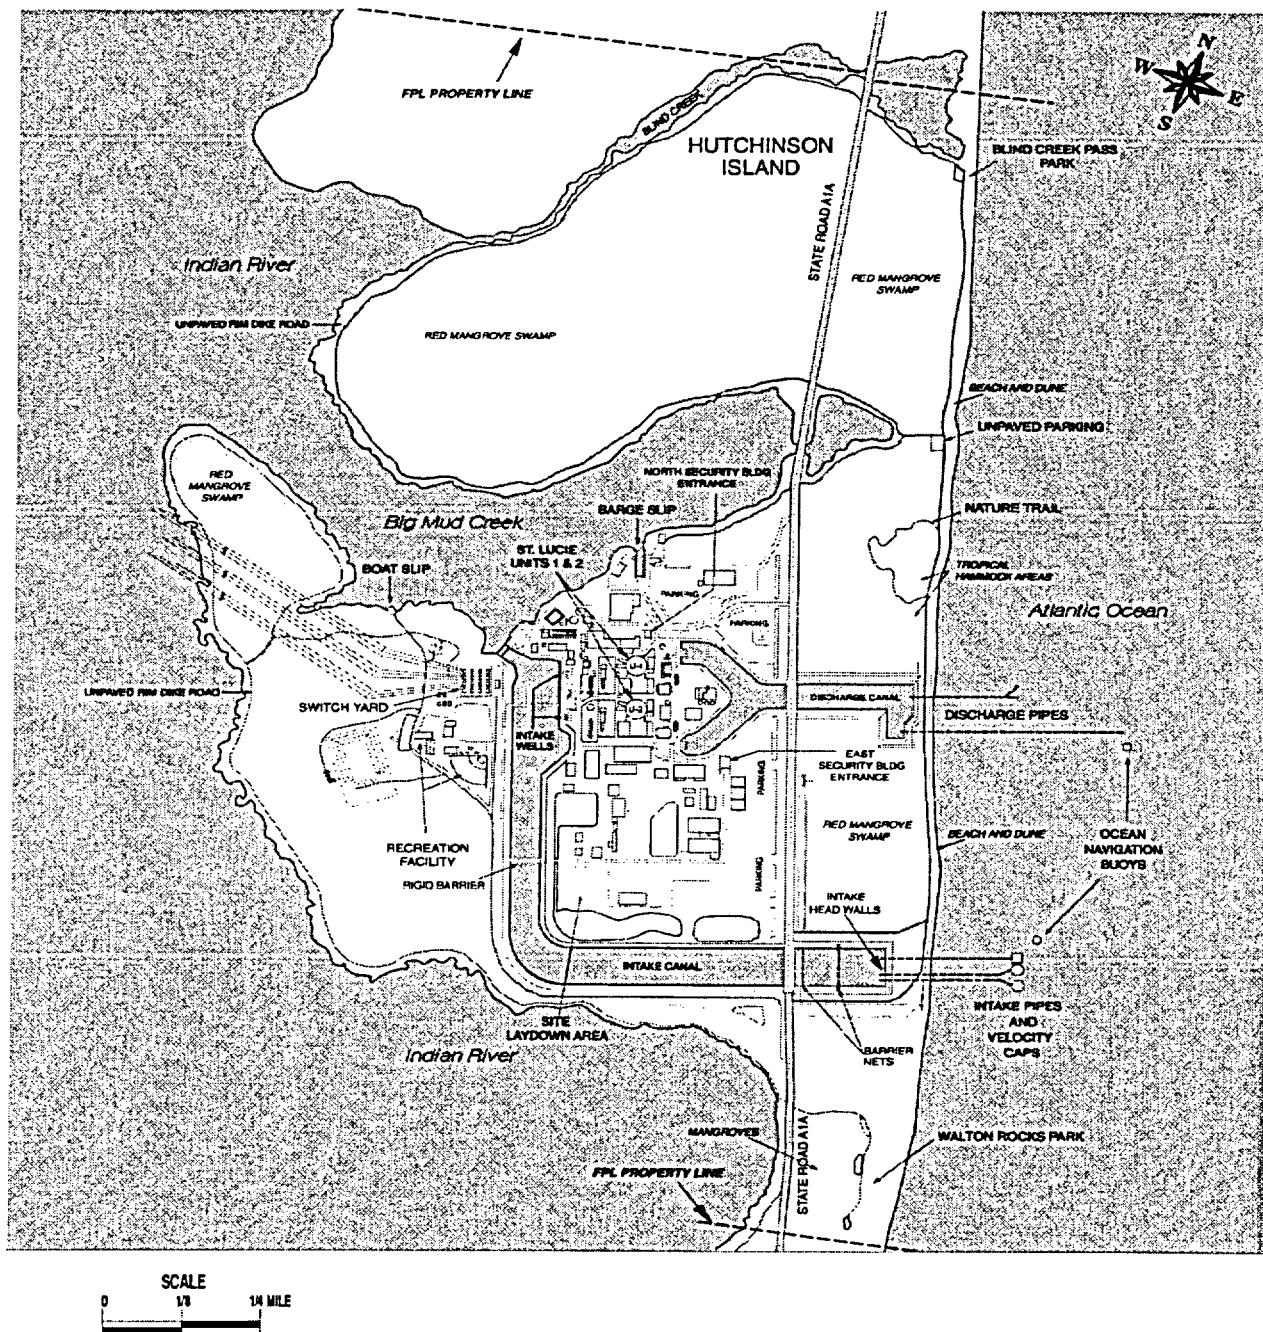 N
W
E
S
FPL PROPERTY LINE
BLIND CREEK
HUTCHINSON
ISLAND
BLIND CREEK PASS
PARK
STATE ROAD A1A
Indian River
RED MANGROVE
SWAMP
UNPAVED RIM DIKE ROAD
RED MANGROVE SWAMP
BEACH AND DUNE
UNPAVED PARKING
RED
MANGROVE
SWAMP
NORTH SECURITY BLDG
ENTRANCE
Big Mud Creek
BARGE SLIP
NATURE TRAIL
ST. LUCIE
UNITS 1 & 2
BOAT SLIP
TROPICAL
HAMMOCK AREAS
PARKING
Atlantic Ocean
PARKING
UNPAVED RIM DIKE ROAD
SWITCH YARD
DISCHARGE CANAL
DISCHARGE PIPES
INTAKE
WELLS
EAST
SECURITY BLDG
ENTRANCE
PARKING
RED MANGROVE
SWAMP
BEACH AND DUNE
OCEAN
NAVIGATION
BUOYS
RECREATION
FACILITY
RIGID BARRIER
PARKING
INTAKE
HEAD WALLS
INTAKE CANAL
SITE
LAYDOWN AREA
INTAKE PIPES
AND
VELOCITY
CAPS
Indian River
BARRIER
NETS
MANGROVES
STATE ROAD A1A
WALTON ROCKS PARK
FPL PROPERTY LINE
SCALE
0 1/8 1/4 MILE